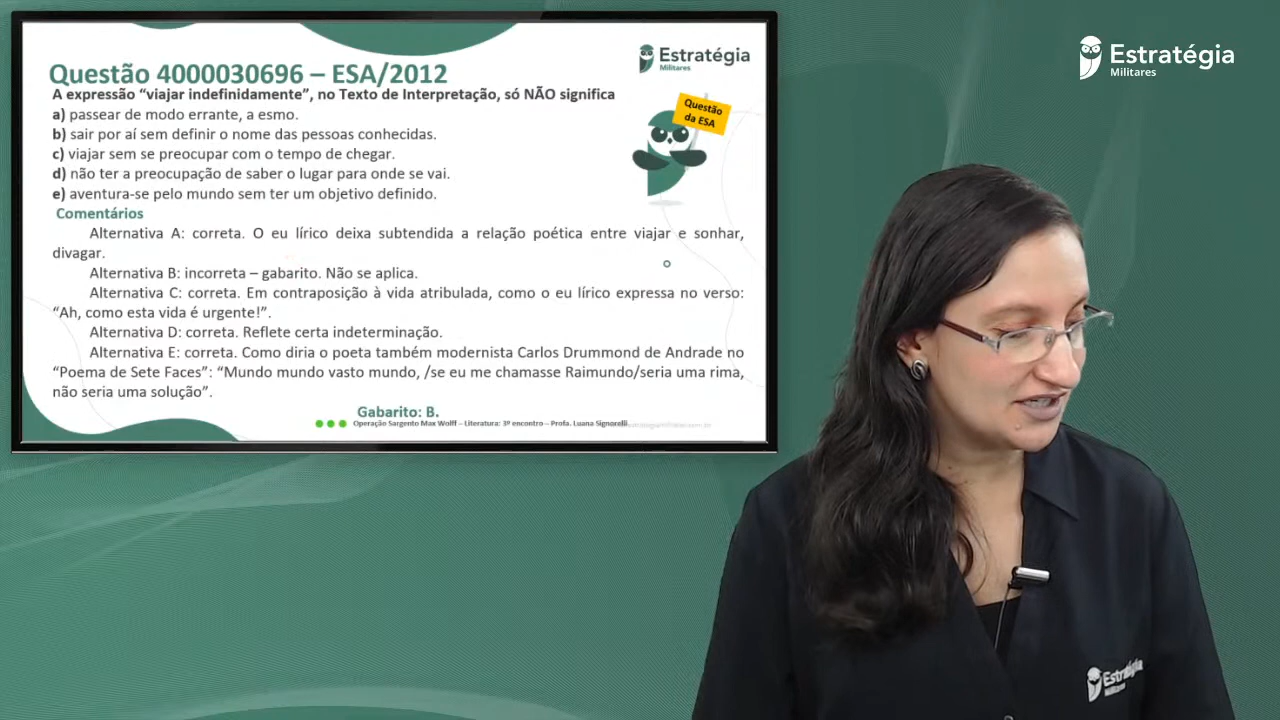 Questão 4000030696 – ESA/2012
A expressão “viajar indefinidamente”, no Texto de Interpretação, só NÃO significa
a) passear de modo errante, a esmo.
b) sair por aí sem definir o nome das pessoas conhecidas.
c) viajar sem se preocupar com o tempo de chegar.
d) não ter a preocupação de saber o lugar para onde se vai.
e) aventura-se pelo mundo sem ter um objetivo definido.
Comentários
Alternativa A: correta. O eu lírico deixa subtendida a relação poética entre viajar e sonhar,
divagar.
Alternativa B: incorreta – gabarito. Não se aplica.
Alternativa C: correta. Em contraposição à vida atribulada, como o eu lírico expressa no verso:
“Ah, como esta vida é urgente!”.
Alternativa D: correta. Reflete certa indeterminação.
Alternativa E: correta. Como diria o poeta também modernista Carlos Drummond de Andrade no
“Poema de Sete Faces”: “Mundo mundo vasto mundo, /se eu me chamasse Raimundo/seria uma rima,
não seria uma solução”.
Gabarito: B.
Operação Sargento Max Wolff – Literatura: 3º encontro – Profa. Luana Signorelli
Estratégia
Militares
Questão
da ESA
Estratégia
Militares
Estratégia
Militares